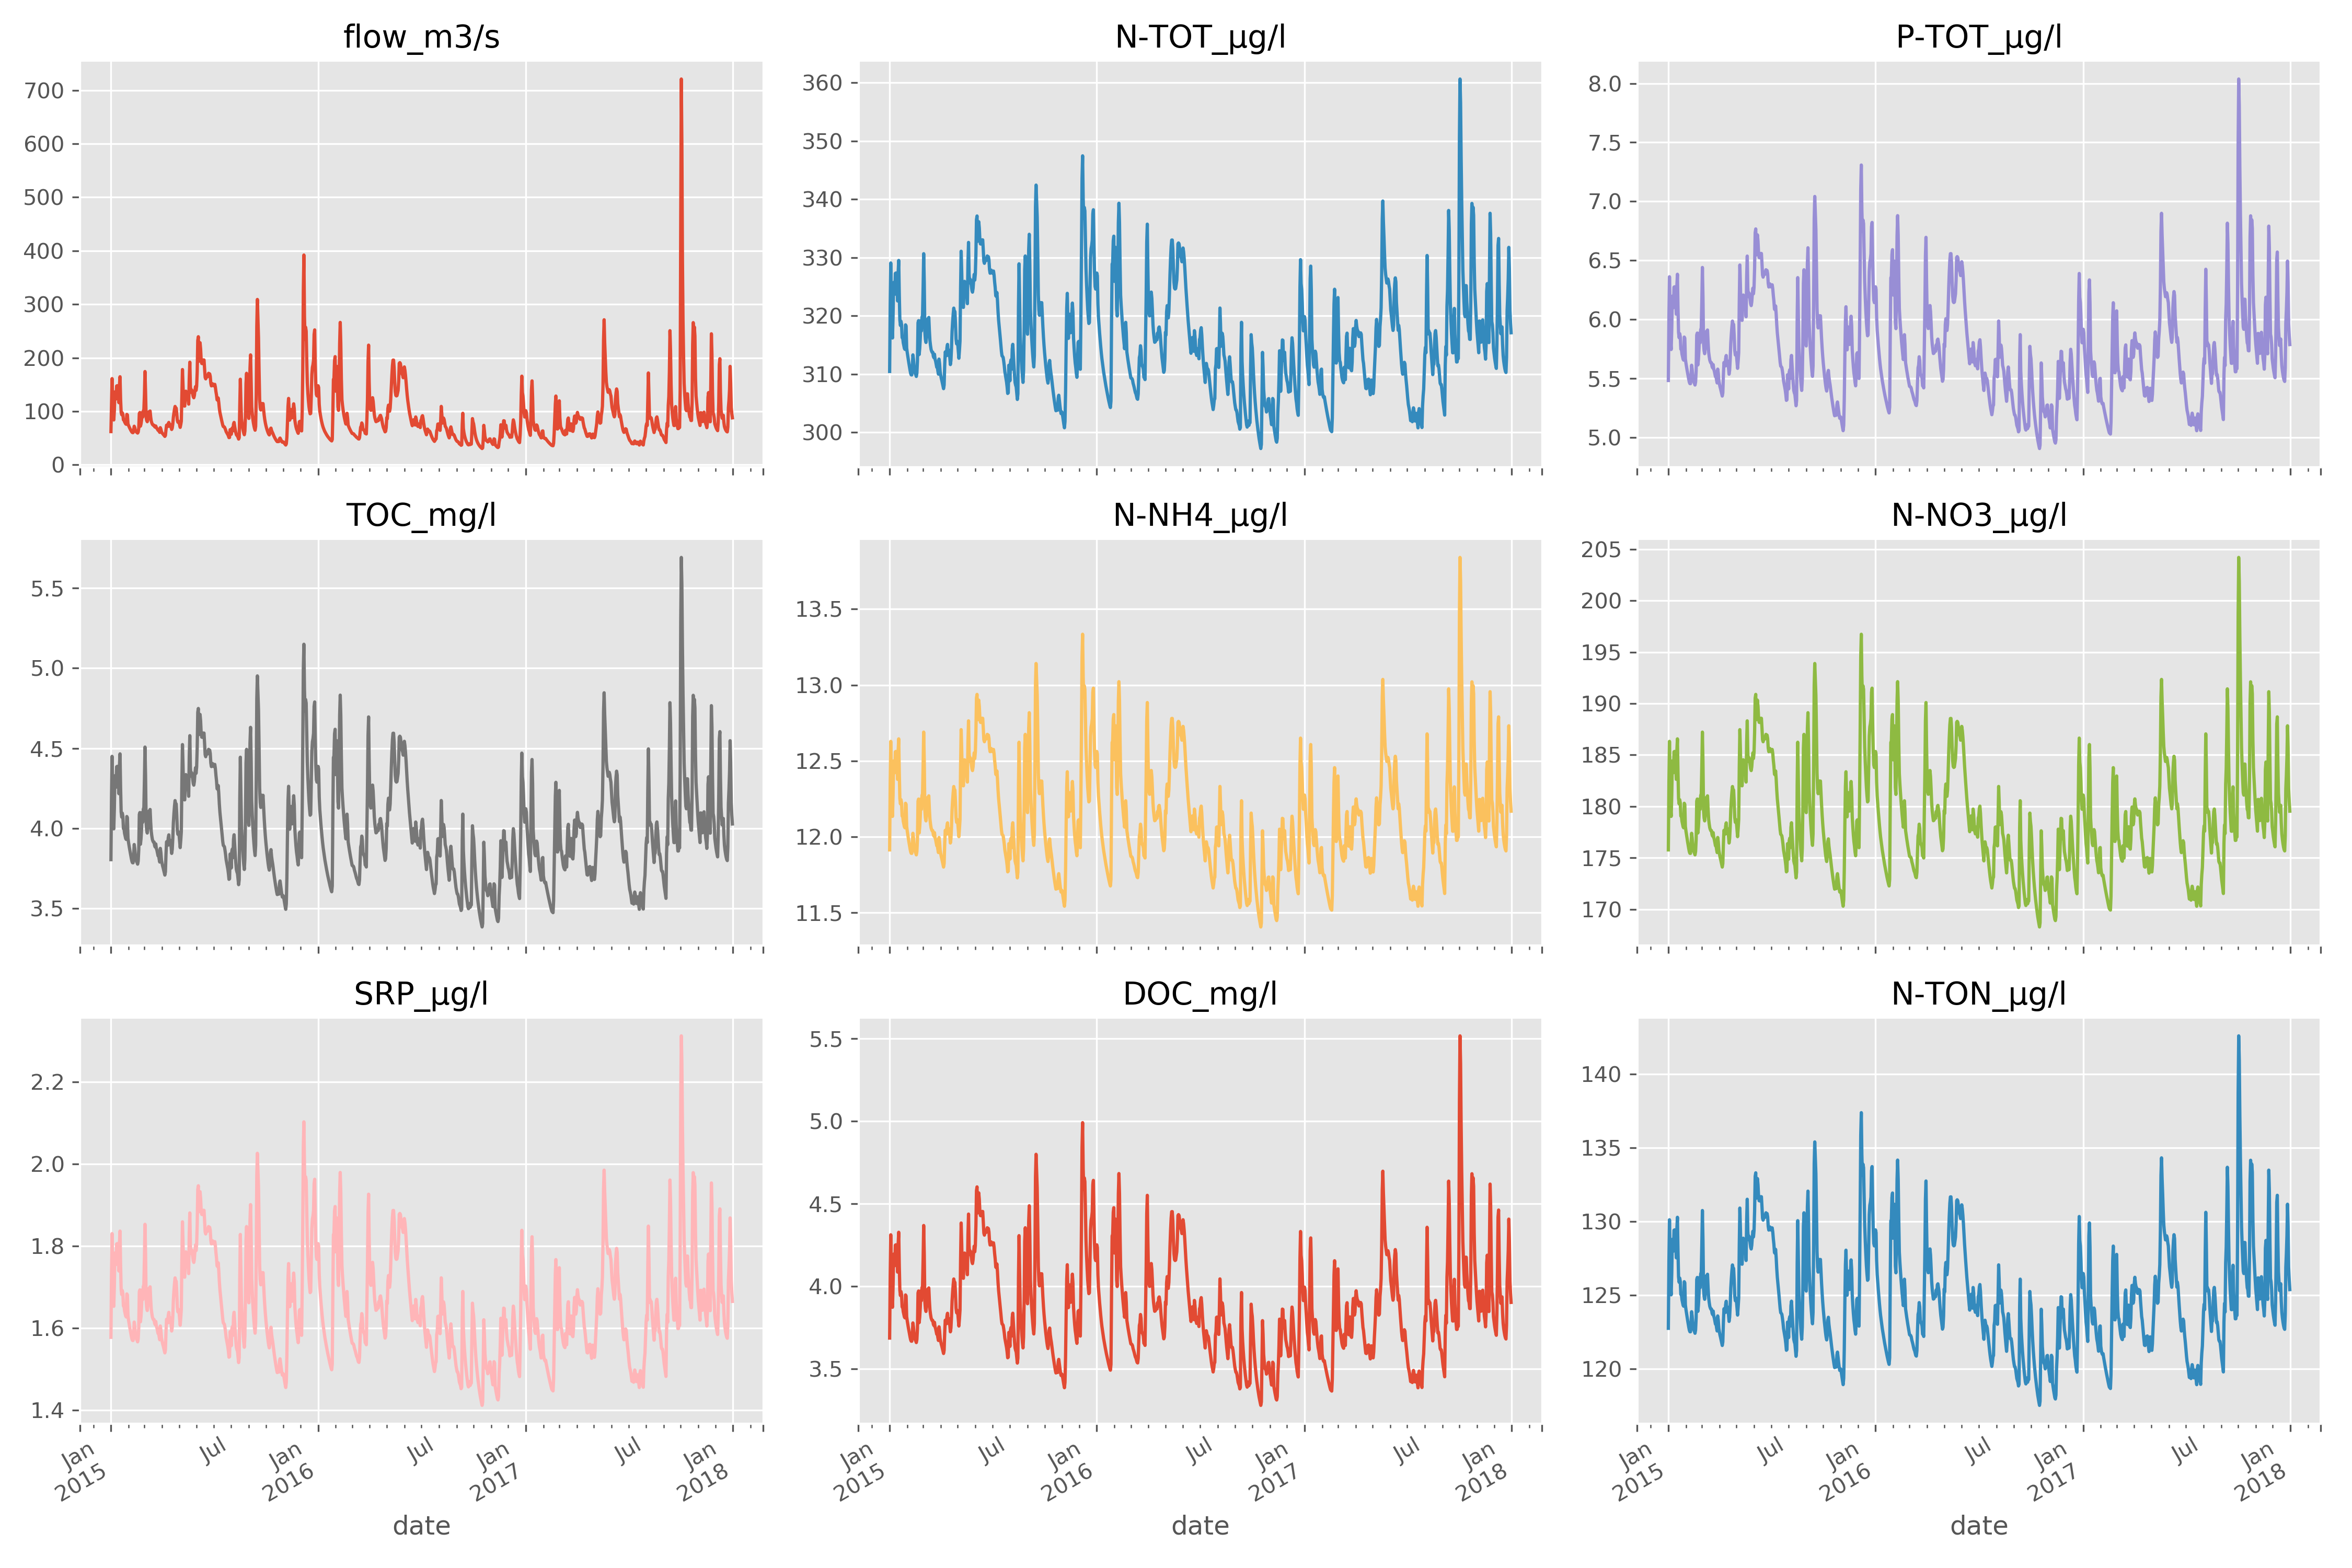 flow_m3/s
700
600
500
400
300
200
100
0
N-TOT_µg/l
360
350
340
330
320
310
300
P-TOT_µg/l
8.0
7.5
7.0
6.5
6.0
5.5
5.0
TOC_mg/l
5.5
5.0
4.5
4.0
3.5
N-NH4_µg/l
13.5
13.0
12.5
12.0
11.5
N-NO3_µg/l
205
200
195
190
185
180
175
170
SRP_µg/l
2.2
2.0
1.8
1.6
1.4
Jan
2015
Jul
Jan
2016
Jul
Jan
2017
Jul
Jan
2018
date
DOC_mg/l
5.5
5.0
4.5
4.0
3.5
Jan
2015
Jul
Jan
2016
Jul
Jan
2017
Jul
Jan
2018
date
N-TON_µg/l
140
135
130
125
120
Jan
2015
Jul
Jan
2016
Jul
Jan
2017
Jul
Jan
2018
date